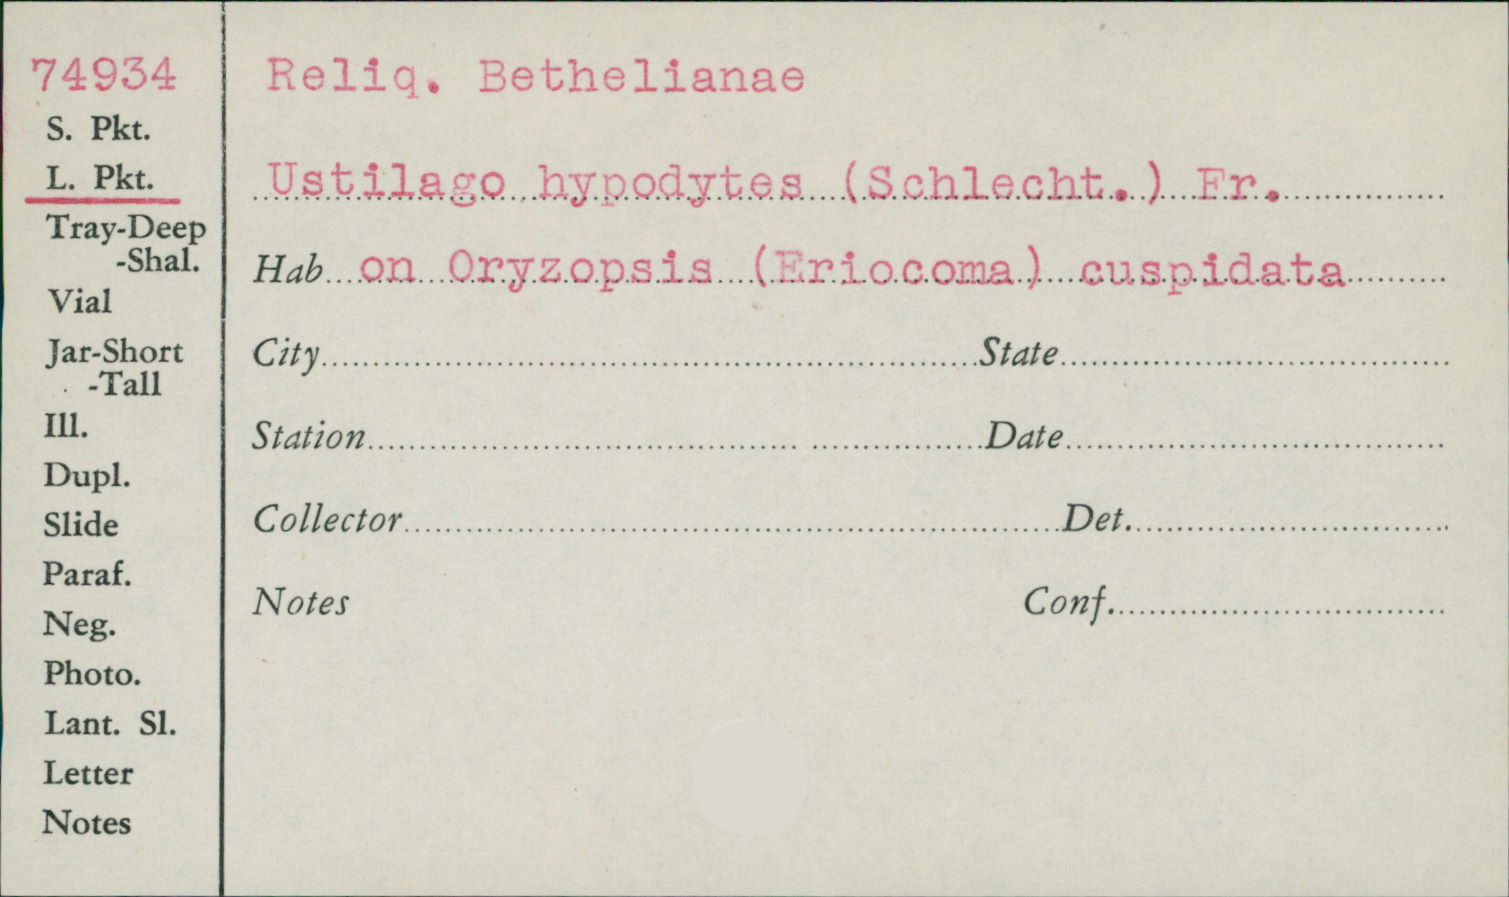 74934
S. Pkt.
L. Pkt.
Tray-Deep
-Shal.
Vial
Jar-Short
-Tall
Ill.
Dupl.
Slide
Paraf.
Neg.
Photo.
Lant. Sl.
Letter
Notes
Reliq. Bethelianae
Ustilago hypodytes (Schlecht.) Fr.
Hab on Oryzopsis (Eriocoma) cuspidata
City State
Station Date
Collector Det.
Notes Conf.